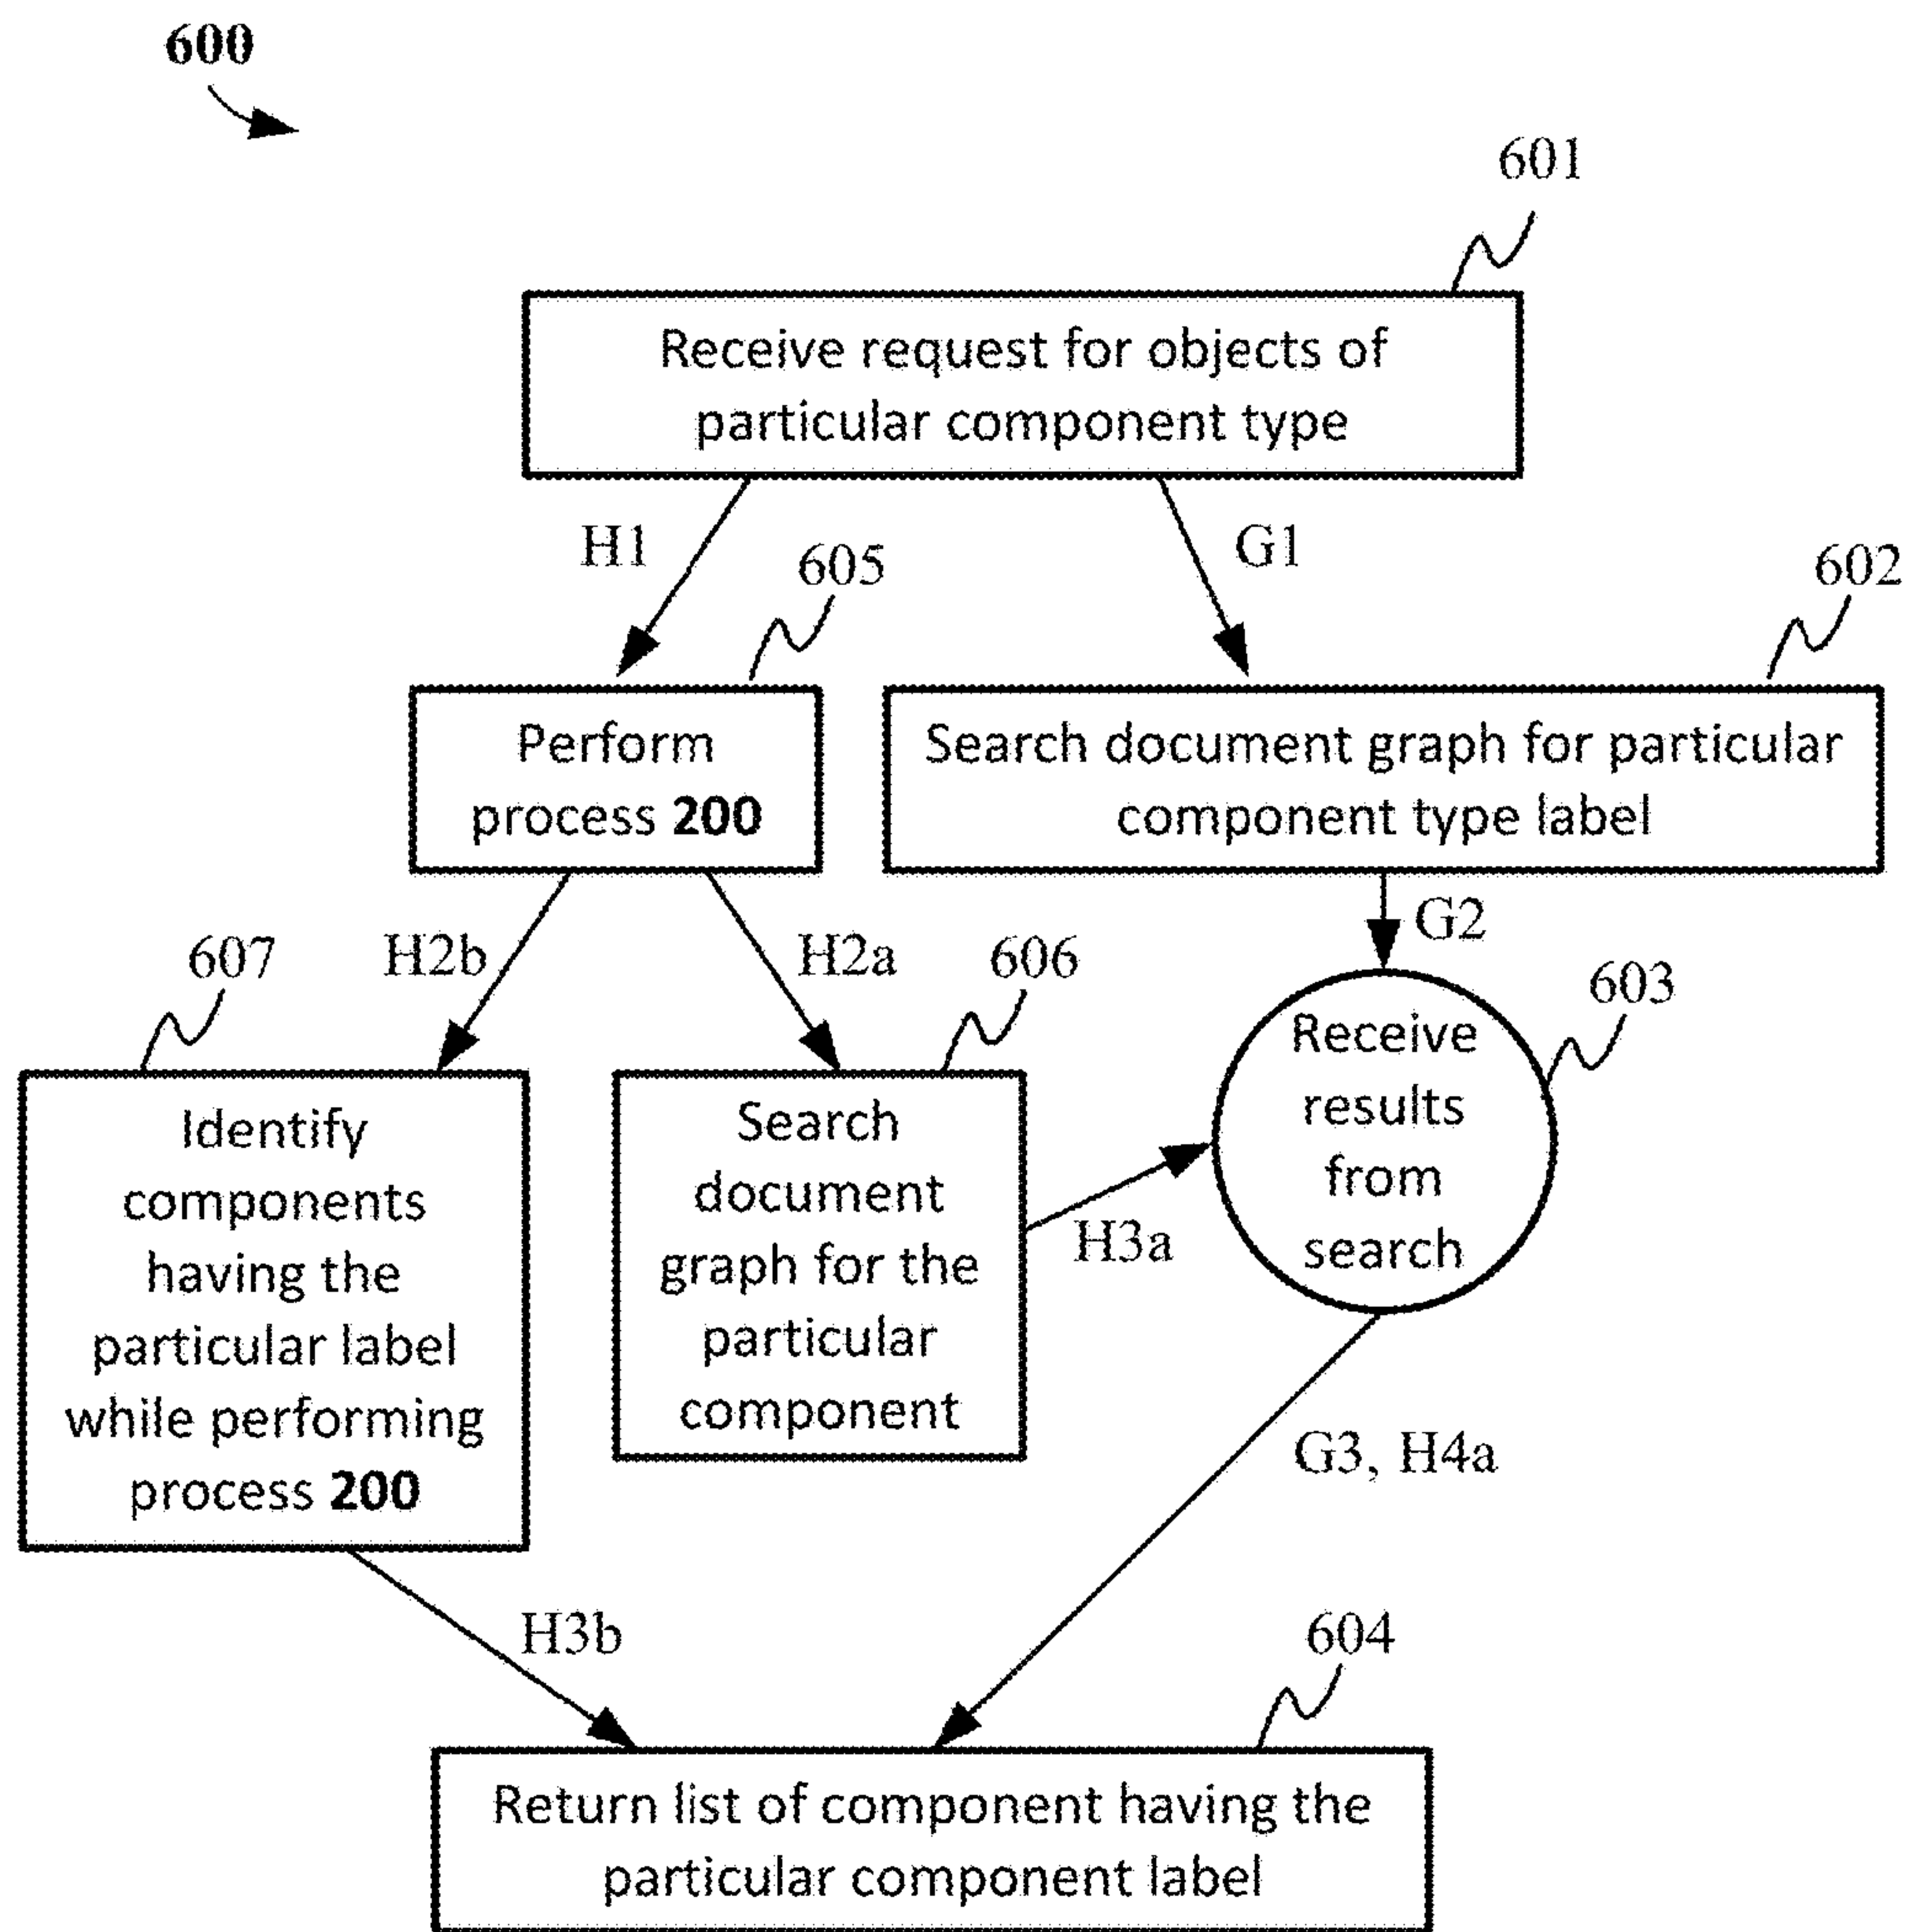 600
601
Receive request for objects of
particular component type
H1
G1
605
602
Perform
process 200
Search document graph for particular
component type label
G2
607
H2b
H2a
606
603
Identify
components
having the
particular label
while performing
process 200
Search
document
graph for the
particular
component
Receive
results
from
search
H3a
G3, H4a
H3b
604
Return list of component having the
particular component label